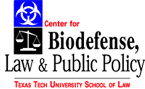 Center for
Biodefense,
Law & Public Policy
TEXAS TECH UNIVERSITY SCHOOL OF LAW